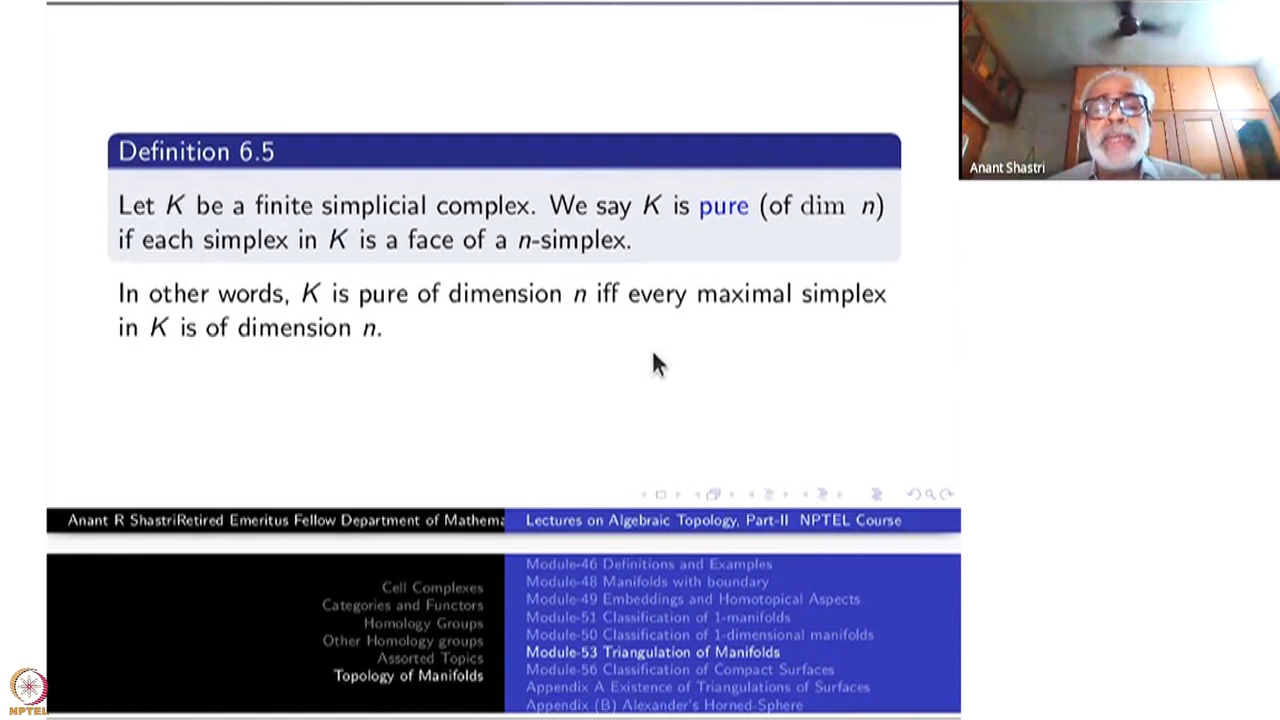 Definition 6.5
Let K be a finite simplicial complex. We say K is pure (of dim n)
if each simplex in K is a face of a n-simplex.
In other words, K is pure of dimension n iff every maximal simplex
in K is of dimension n.
Anant Shastri
Anant R ShastriRetired Emeritus Fellow Department of Mathema
Lectures on Algebraic Topology, Part-II NPTEL Course
Cell Complexes
Categories and Functors
Homology Groups
Other Homology groups
Assorted Topics
Topology of Manifolds
Module-46 Definitions and Examples
Module-48 Manifolds with boundary
Module-49 Embeddings and Homotopical Aspects
Module-51 Classification of 1-manifolds
Module-50 Classification of 1-dimensional manifolds
Module-53 Triangulation of Manifolds
Module-56 Classification of Compact Surfaces
Appendix A Existence of Triangulations of Surfaces
Appendix (B) Alexander's Horned-Sphere
NPTEL